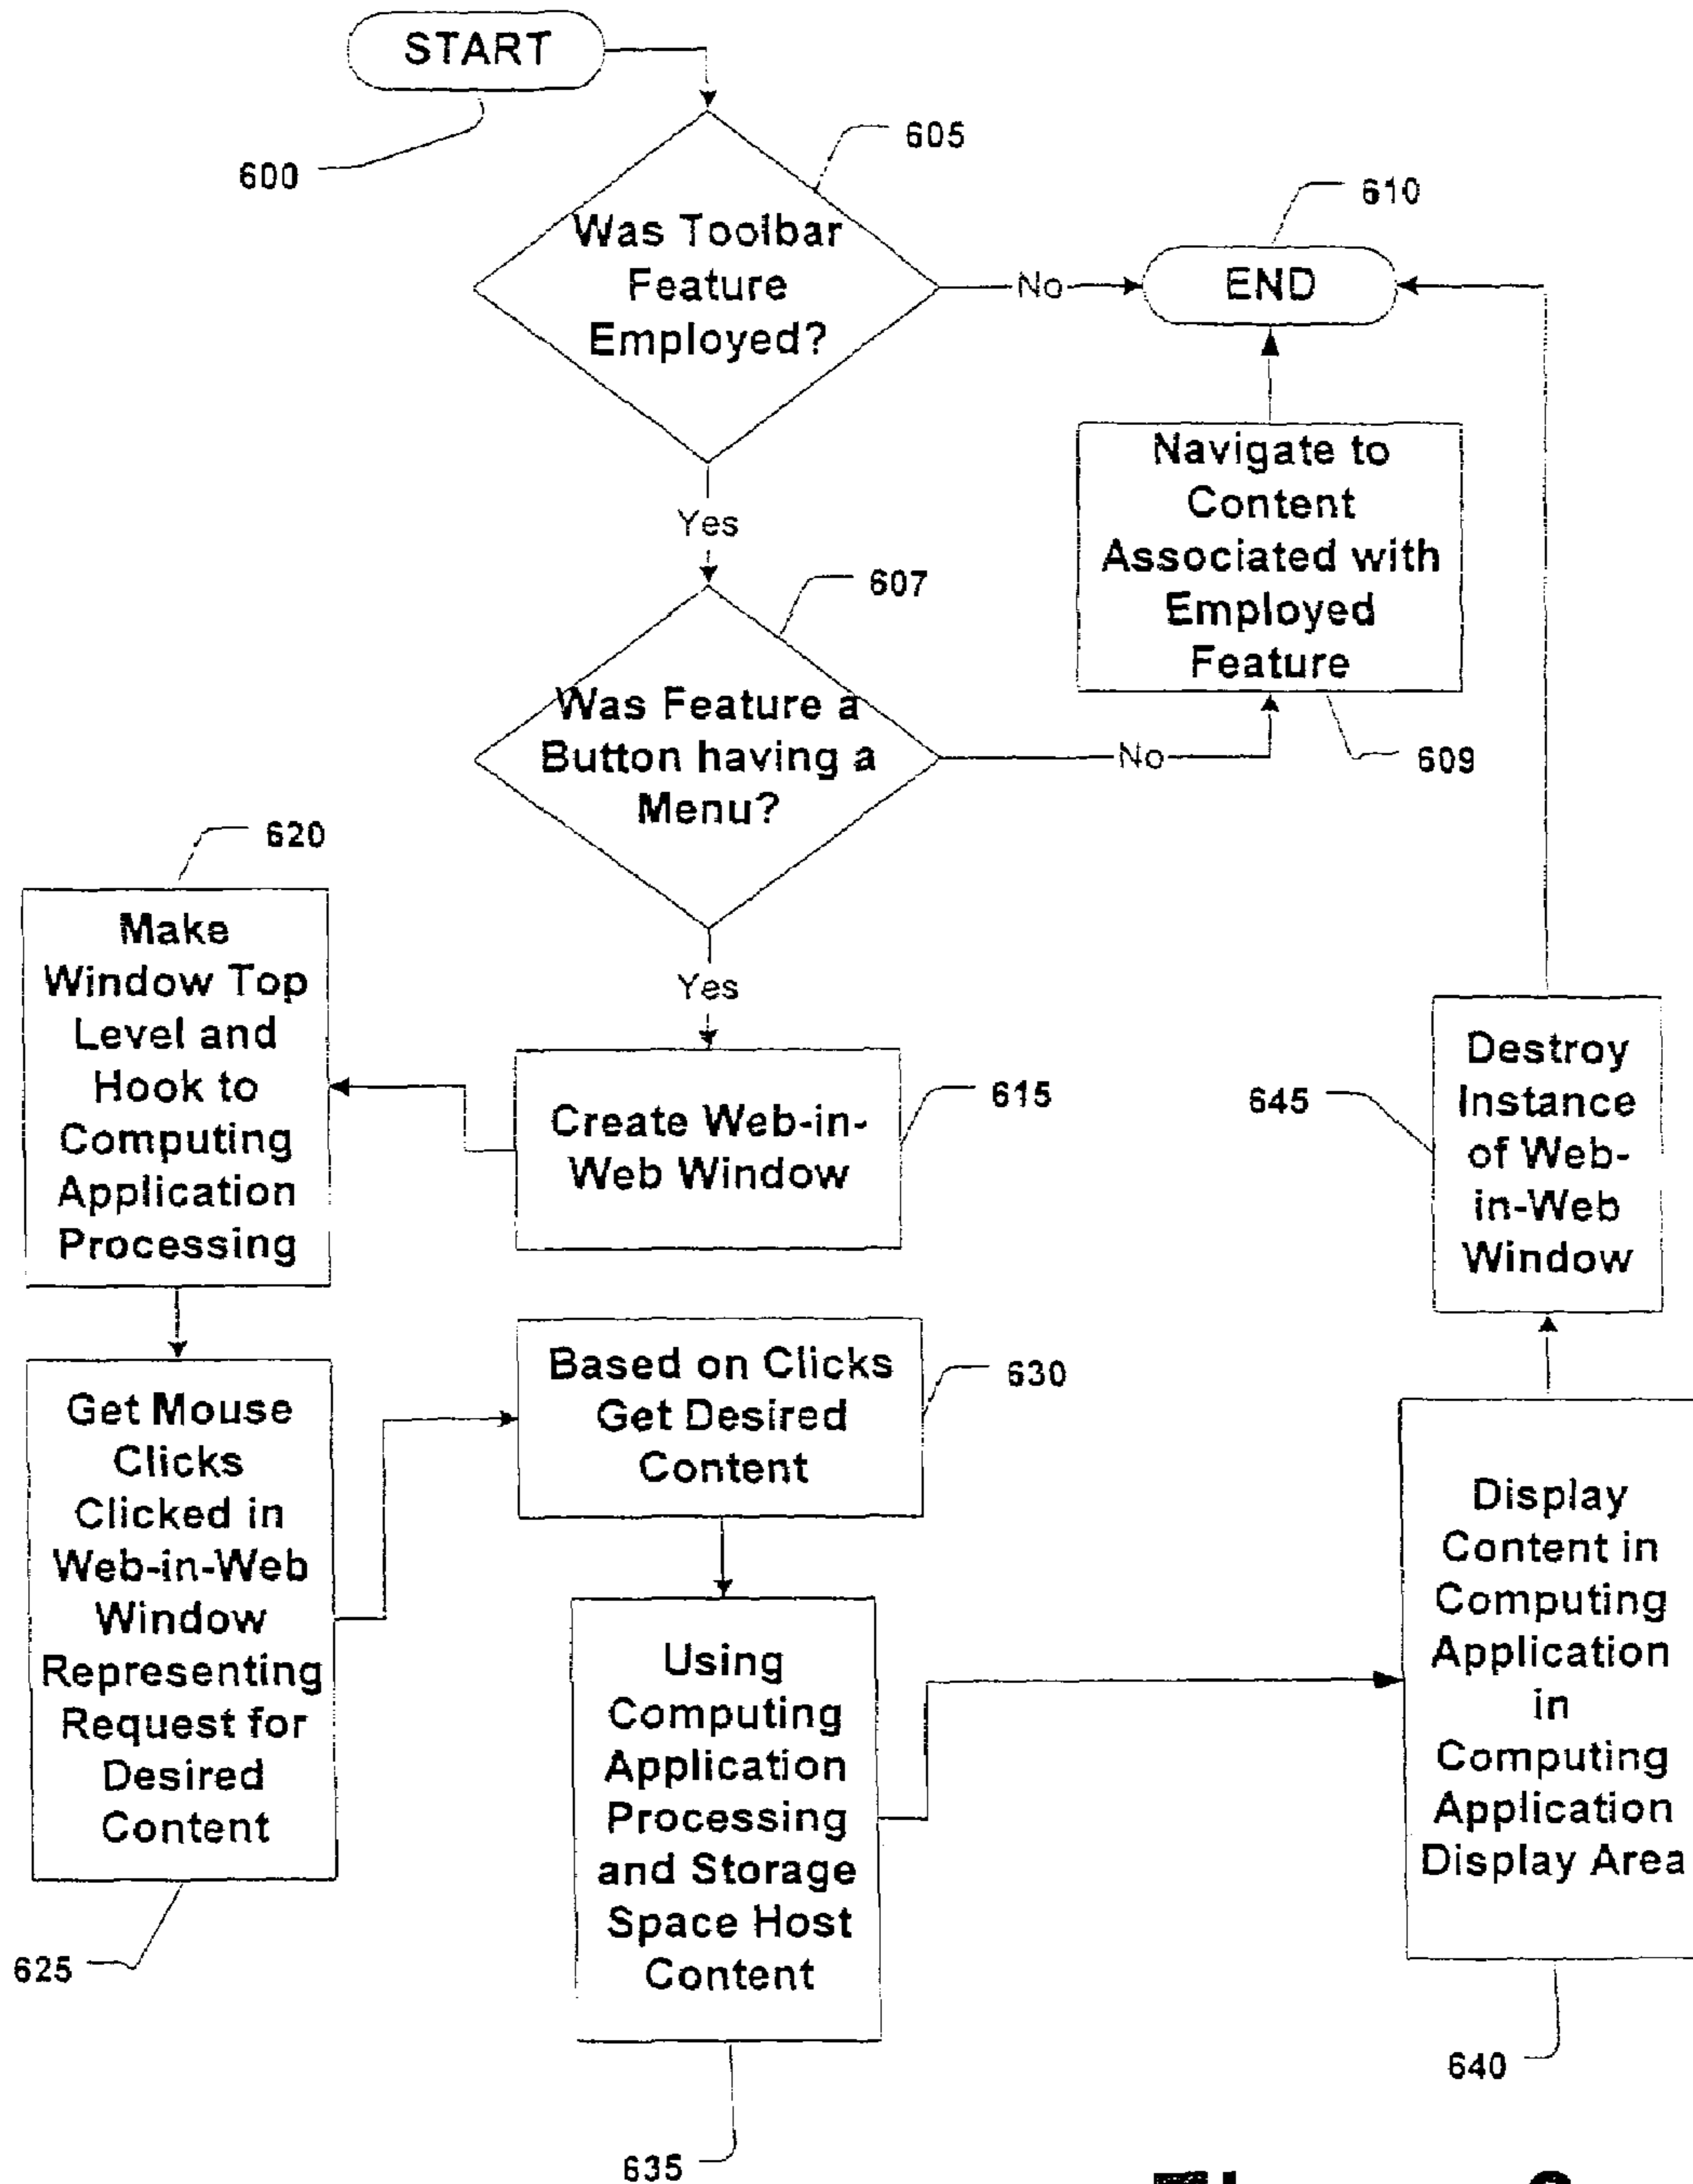 START
600
605
Was Toolbar
Feature
Employed?
No
610
END
Yes
Navigate to
Content
Associated with
Employed
Feature
609
607
Was Feature a
Button having a
Menu?
No
Yes
615
Create Web-in-
Web Window
620
Make
Window Top
Level and
Hook to
Computing
Application
Processing
Get Mouse
Clicks
Clicked in
Web-in-Web
Window
Representing
Request for
Desired
Content
625
630
Based on Clicks
Get Desired
Content
Using
Computing
Application
Processing
and Storage
Space Host
Content
635
Display
Content in
Computing
Application
in
Computing
Application
Display Area
640
645
Destroy
Instance
of Web-
in-Web
Window